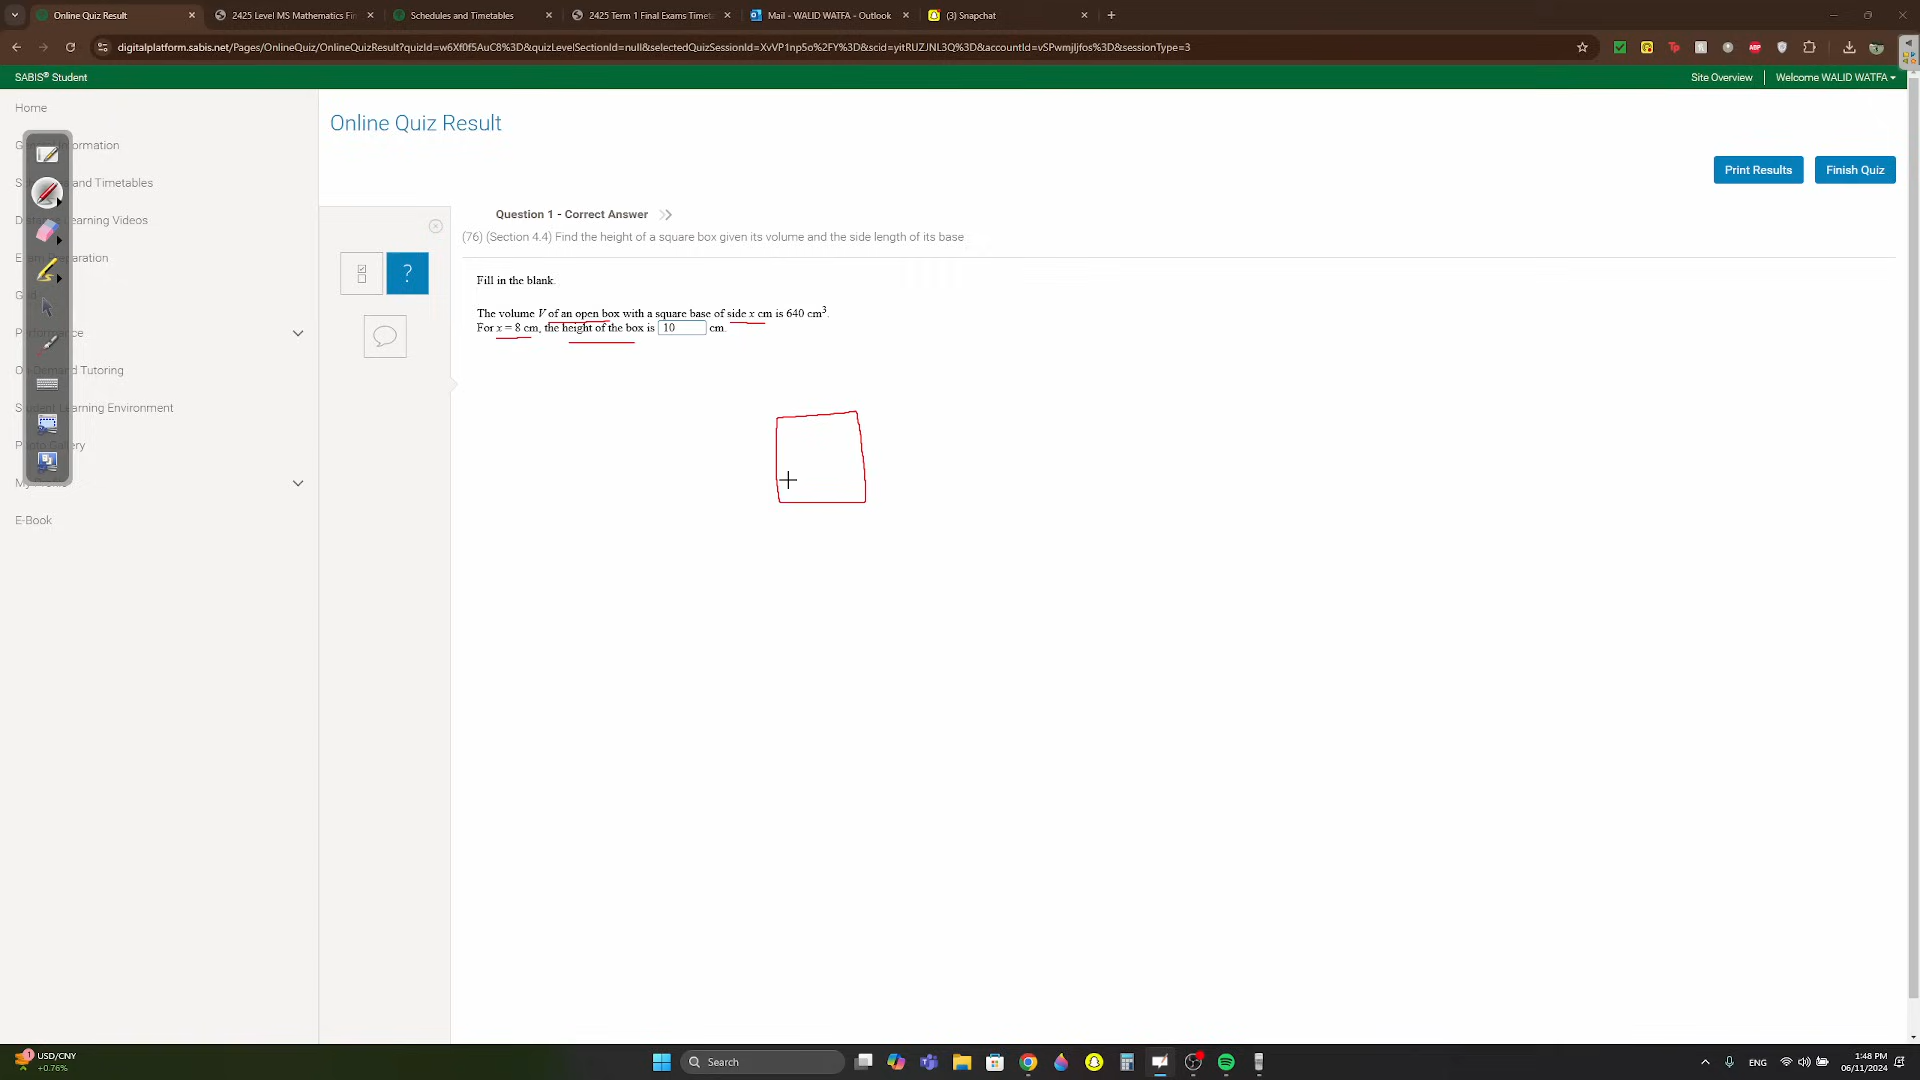 Online Quiz Result
2425 Level MS Mathematics Fin
Schedules and Timetables
2425 Term 1 Final Exams Timet
Mail - WALID WATFA - Outlook
(3) Snapchat
digitalplatform.sabis.net/Pages/OnlineQuiz/OnlineQuizResult?quizId=w6Xf0f5AuC8%3D&quizLevelSectionId=null&selectedQuizSessionId=XvVP1np5o%2FY%3D&scid=yitRUZJNL3Q%3D&accountId=vSPwmjljfos%3D&sessionType=3
SABIS® Student
Site Overview
Welcome WALID WATFA
Home
Online Quiz Result
Print Results
Finish Quiz
and Timetables
Learning Videos
Question 1 - Correct Answer
(76) (Section 4.4) Find the height of a square box given its volume and the side length of its base
?
Fill in the blank.
The volume V of an open box with a square base of side x cm is 640 cm³.
For x = 8 cm, the height of the box is 10 cm.
Tutoring
Learning Environment
E-Book
1
USD/CNY
+0.76%
Search
ENG
1:48 PM
06/11/2024